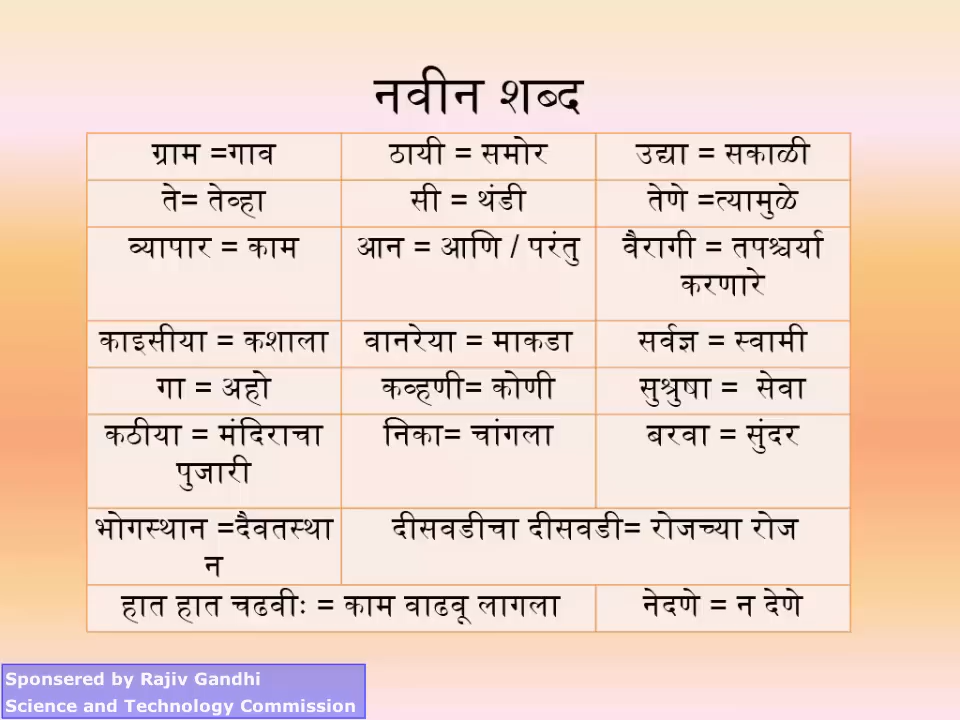 नवीन शब्द
ग्राम =गाव
ठायी = समोर
उद्या = सकाळी
ते= तेव्हा
सी = थंडी
तेणे =त्यामुळे
व्यापार = काम
आन = आणि / परंतु
वैरागी = तपश्चर्या
करणारे
काइसीया = कशाला
वानरेया = माकडा
सर्वज्ञ = स्वामी
गा = अहो
कव्हणी= कोणी
सुश्रुषा = सेवा
कठीया = मंदिराचा
पुजारी
निका= चांगला
बरवा = सुंदर
भोगस्थान =दैवतस्था
न
दीसवडीचा दीसवडी= रोजच्या रोज
हात हात चढवीः = काम वाढवू लागला
नेदणे = न देणे
Sponsered by Rajiv Gandhi
Science and Technology Commission